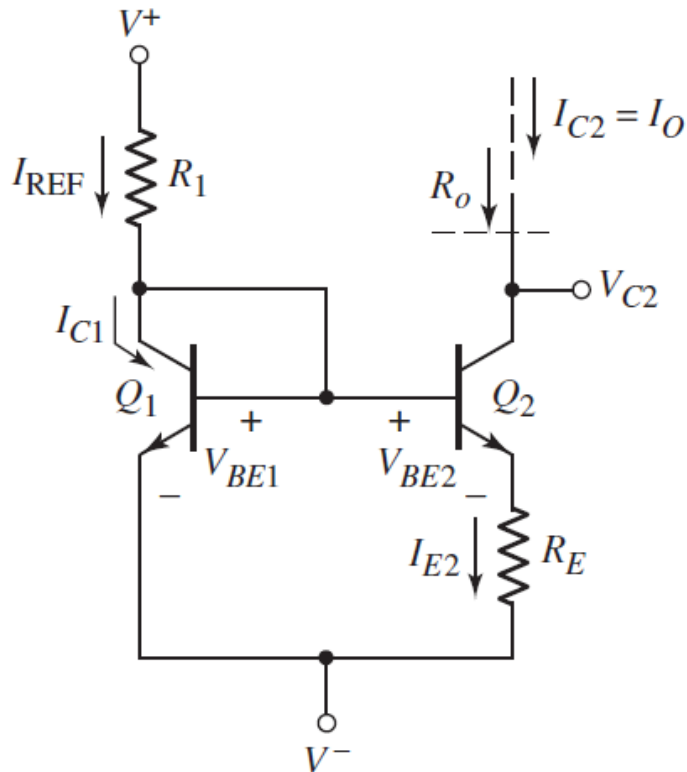 V⁺
I_REF
R₁
I_C2 = I_O
R_o
V_C2
I_C1
Q₁
+
+
Q₂
V_BE1
V_BE2
−
−
I_E2
R_E
V⁻